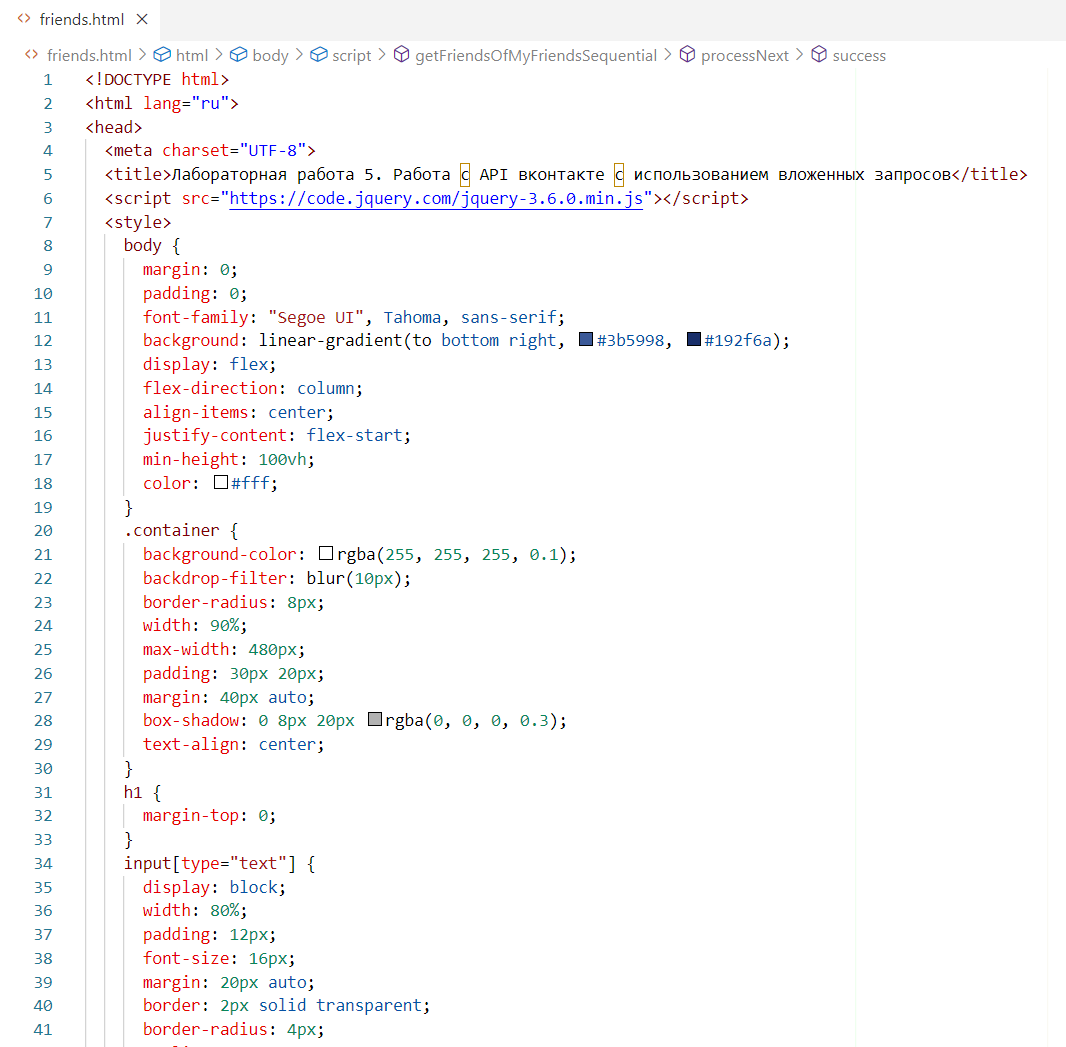 friends.html
friends.html > html > body > script > getFriendsOfMyFriendsSequential > processNext > success
1 <!DOCTYPE html>
2 <html lang="ru">
3 <head>
4 <meta charset="UTF-8">
5 <title>Лабораторная работа 5. Работа с API вконтакте с использованием вложенных запросов</title>
6 <script src="https://code.jquery.com/jquery-3.6.0.min.js"></script>
7 <style>
8 body {
9 margin: 0;
10 padding: 0;
11 font-family: "Segoe UI", Tahoma, sans-serif;
12 background: linear-gradient(to bottom right, #3b5998, #192f6a);
13 display: flex;
14 flex-direction: column;
15 align-items: center;
16 justify-content: flex-start;
17 min-height: 100vh;
18 color: #fff;
19 }
20 .container {
21 background-color: rgba(255, 255, 255, 0.1);
22 backdrop-filter: blur(10px);
23 border-radius: 8px;
24 width: 90%;
25 max-width: 480px;
26 padding: 30px 20px;
27 margin: 40px auto;
28 box-shadow: 0 8px 20px rgba(0, 0, 0, 0.3);
29 text-align: center;
30 }
31 h1 {
32 margin-top: 0;
33 }
34 input[type="text"] {
35 display: block;
36 width: 80%;
37 padding: 12px;
38 font-size: 16px;
39 margin: 20px auto;
40 border: 2px solid transparent;
41 border-radius: 4px;